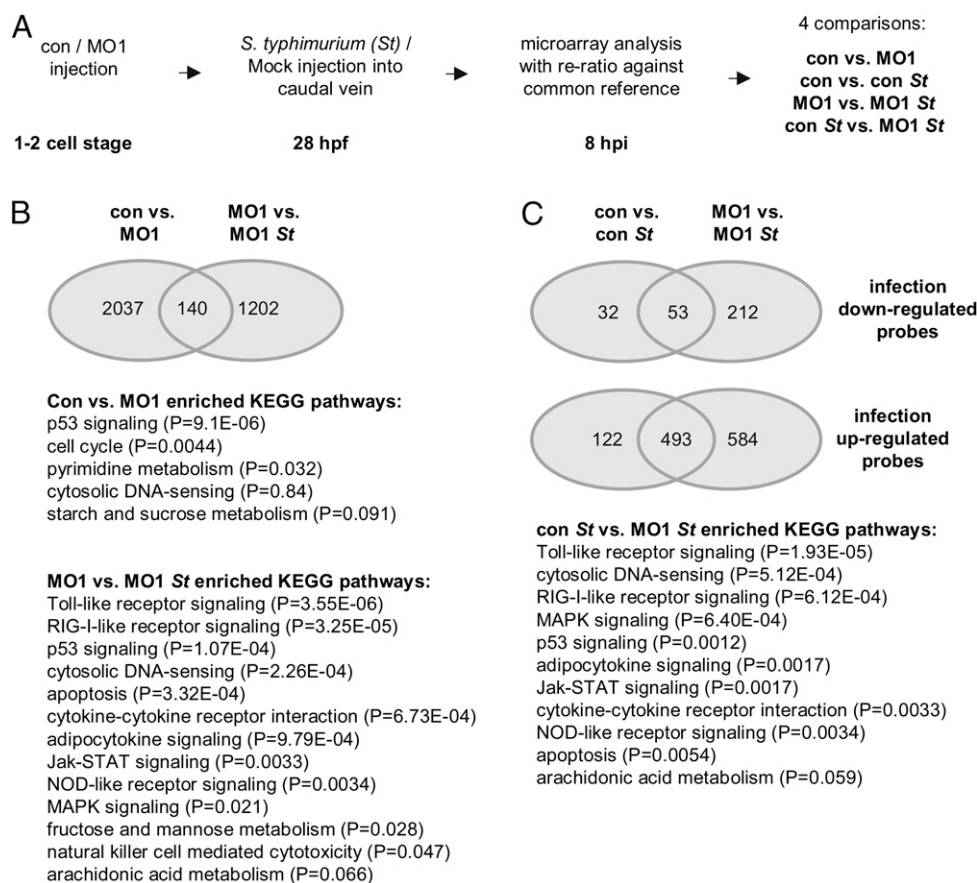 A
con / MO1
injection
1-2 cell stage
S. typhimurium (St) /
Mock injection into
caudal vein
28 hpf
microarray analysis
with re-ratio against
common reference
8 hpi
4 comparisons:
con vs. MO1
con vs. con St
MO1 vs. MO1 St
con St vs. MO1 St
B
con vs.
MO1
MO1 vs.
MO1 St
2037 140 1202
Con vs. MO1 enriched KEGG pathways:
p53 signaling (P=9.1E-06)
cell cycle (P=0.0044)
pyrimidine metabolism (P=0.032)
cytosolic DNA-sensing (P=0.84)
starch and sucrose metabolism (P=0.091)
MO1 vs. MO1 St enriched KEGG pathways:
Toll-like receptor signaling (P=3.55E-06)
RIG-I-like receptor signaling (P=3.25E-05)
p53 signaling (P=1.07E-04)
cytosolic DNA-sensing (P=2.26E-04)
apoptosis (P=3.32E-04)
cytokine-cytokine receptor interaction (P=6.73E-04)
adipocytokine signaling (P=9.79E-04)
Jak-STAT signaling (P=0.0033)
NOD-like receptor signaling (P=0.0034)
MAPK signaling (P=0.021)
fructose and mannose metabolism (P=0.028)
natural killer cell mediated cytotoxicity (P=0.047)
arachidonic acid metabolism (P=0.066)
C
con vs.
con St
MO1 vs.
MO1 St
32 53 212
infection
down-regulated
probes
122 493 584
infection
up-regulated
probes
con St vs. MO1 St enriched KEGG pathways:
Toll-like receptor signaling (P=1.93E-05)
cytosolic DNA-sensing (P=5.12E-04)
RIG-I-like receptor signaling (P=6.12E-04)
MAPK signaling (P=6.40E-04)
p53 signaling (P=0.0012)
adipocytokine signaling (P=0.0017)
Jak-STAT signaling (P=0.0017)
cytokine-cytokine receptor interaction (P=0.0033)
NOD-like receptor signaling (P=0.0034)
apoptosis (P=0.0054)
arachidonic acid metabolism (P=0.059)